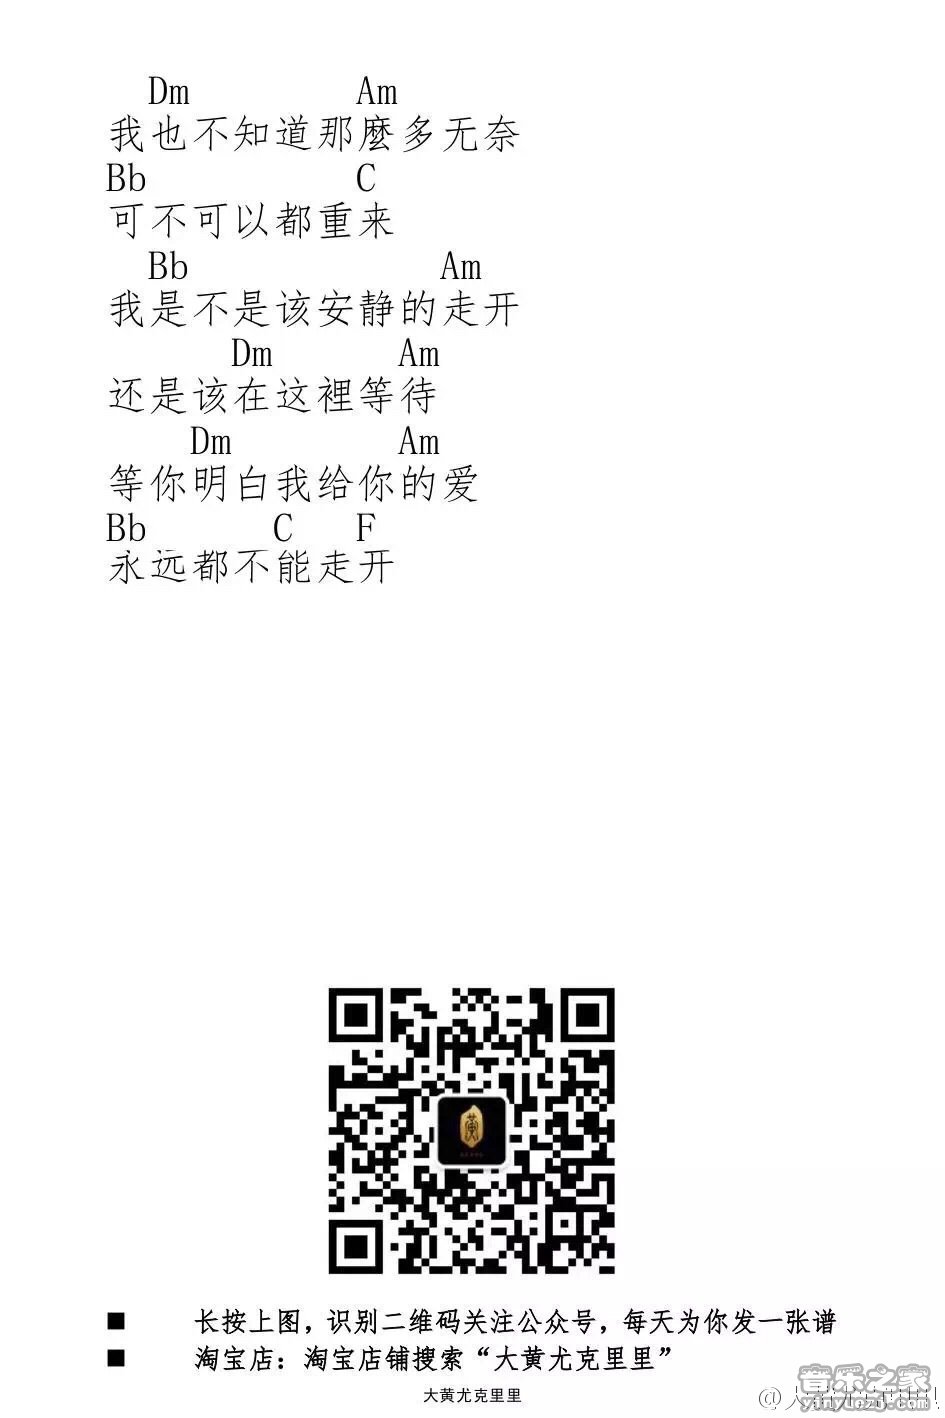 Dm Am
我也不知道那麼多无奈
Bb C
可不可以都重来
Bb Am
我是不是该安静的走开
Dm Am
还是该在这裡等待
Dm Am
等你明白我给你的爱
Bb C F
永远都不能走开
■ 长按上图，识别二维码关注公众号，每天为你发一张谱
■ 淘宝店：淘宝店铺搜索“大黄尤克里里”
大黄尤克里里
音乐之家
yinyuezj.com